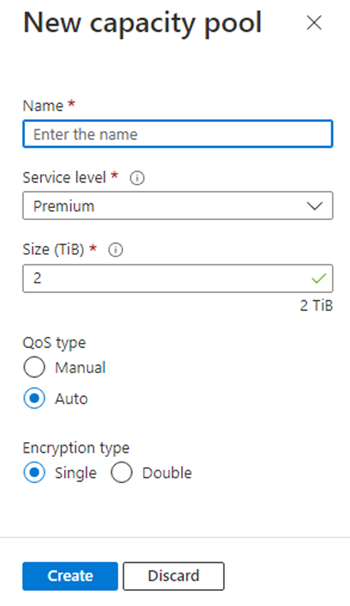 New capacity pool
Name *
Enter the name
Service level *
Premium
Size (TiB) *
2
2 TiB
QoS type
Manual
Auto
Encryption type
Single Double
Create Discard